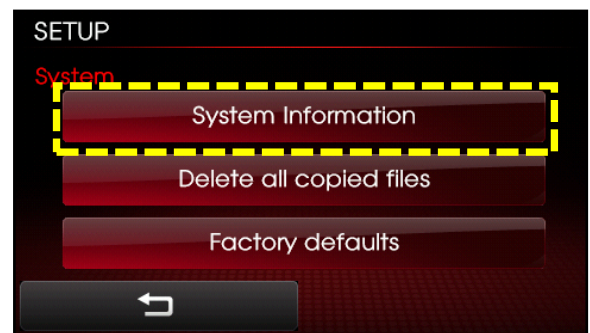 SETUP
System
System Information
Delete all copied files
Factory defaults